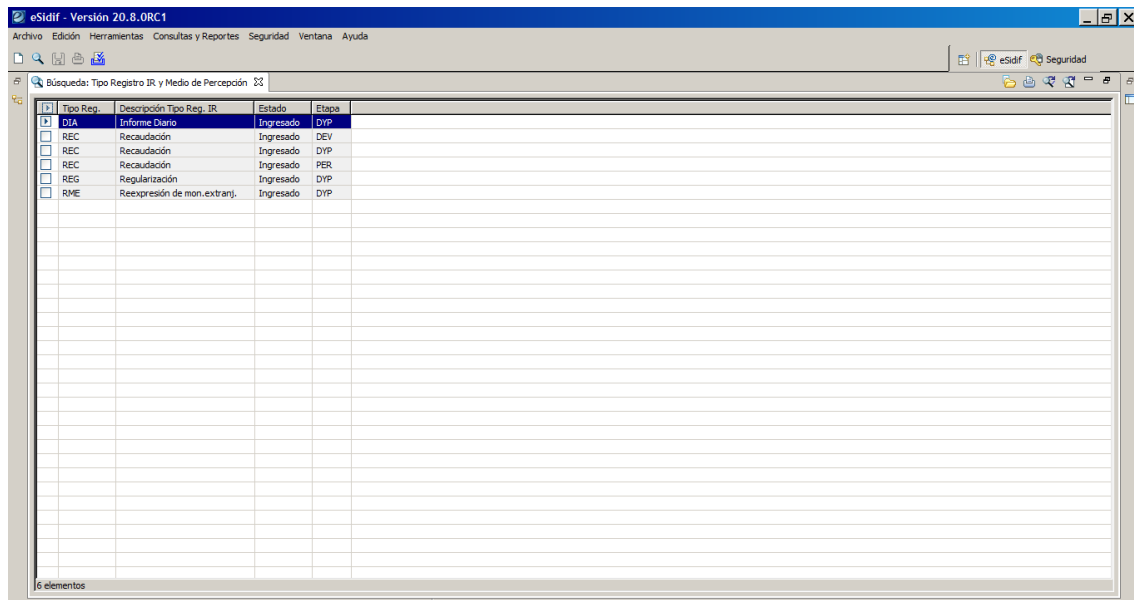 eSidif - Versión 20.8.0RC1
Archivo Edición Herramientas Consultas y Reportes Seguridad Ventana Ayuda
eSidif Seguridad
Búsqueda: Tipo Registro IR y Medio de Percepción
Tipo Reg. Descripción Tipo Reg. IR Estado Etapa
DIA Informe Diario Ingresado DYP
REC Recaudación Ingresado DEV
REC Recaudación Ingresado DYP
REC Recaudación Ingresado PER
REG Regularización Ingresado DYP
RME Reexpresión de mon.extranj. Ingresado DYP
6 elementos